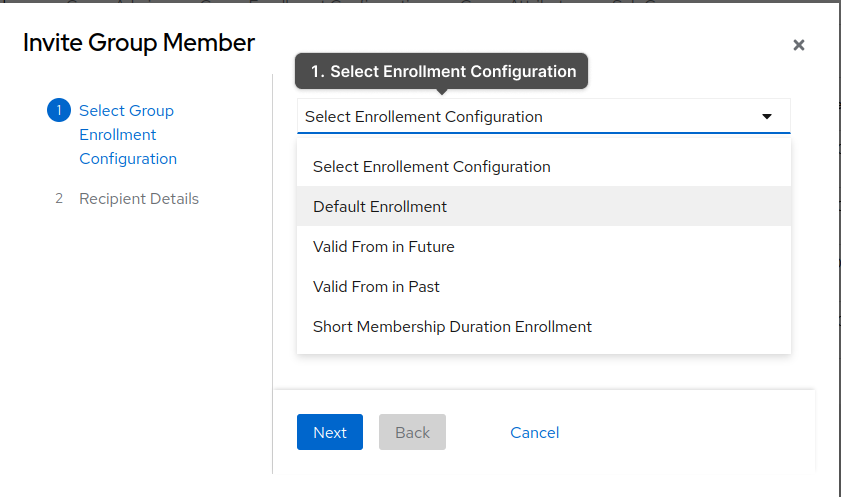 Invite Group Member
1. Select Enrollment Configuration
1 Select Group
Enrollment
Configuration
2 Recipient Details
Select Enrollement Configuration
Select Enrollement Configuration
Default Enrollment
Valid From in Future
Valid From in Past
Short Membership Duration Enrollment
Next Back Cancel